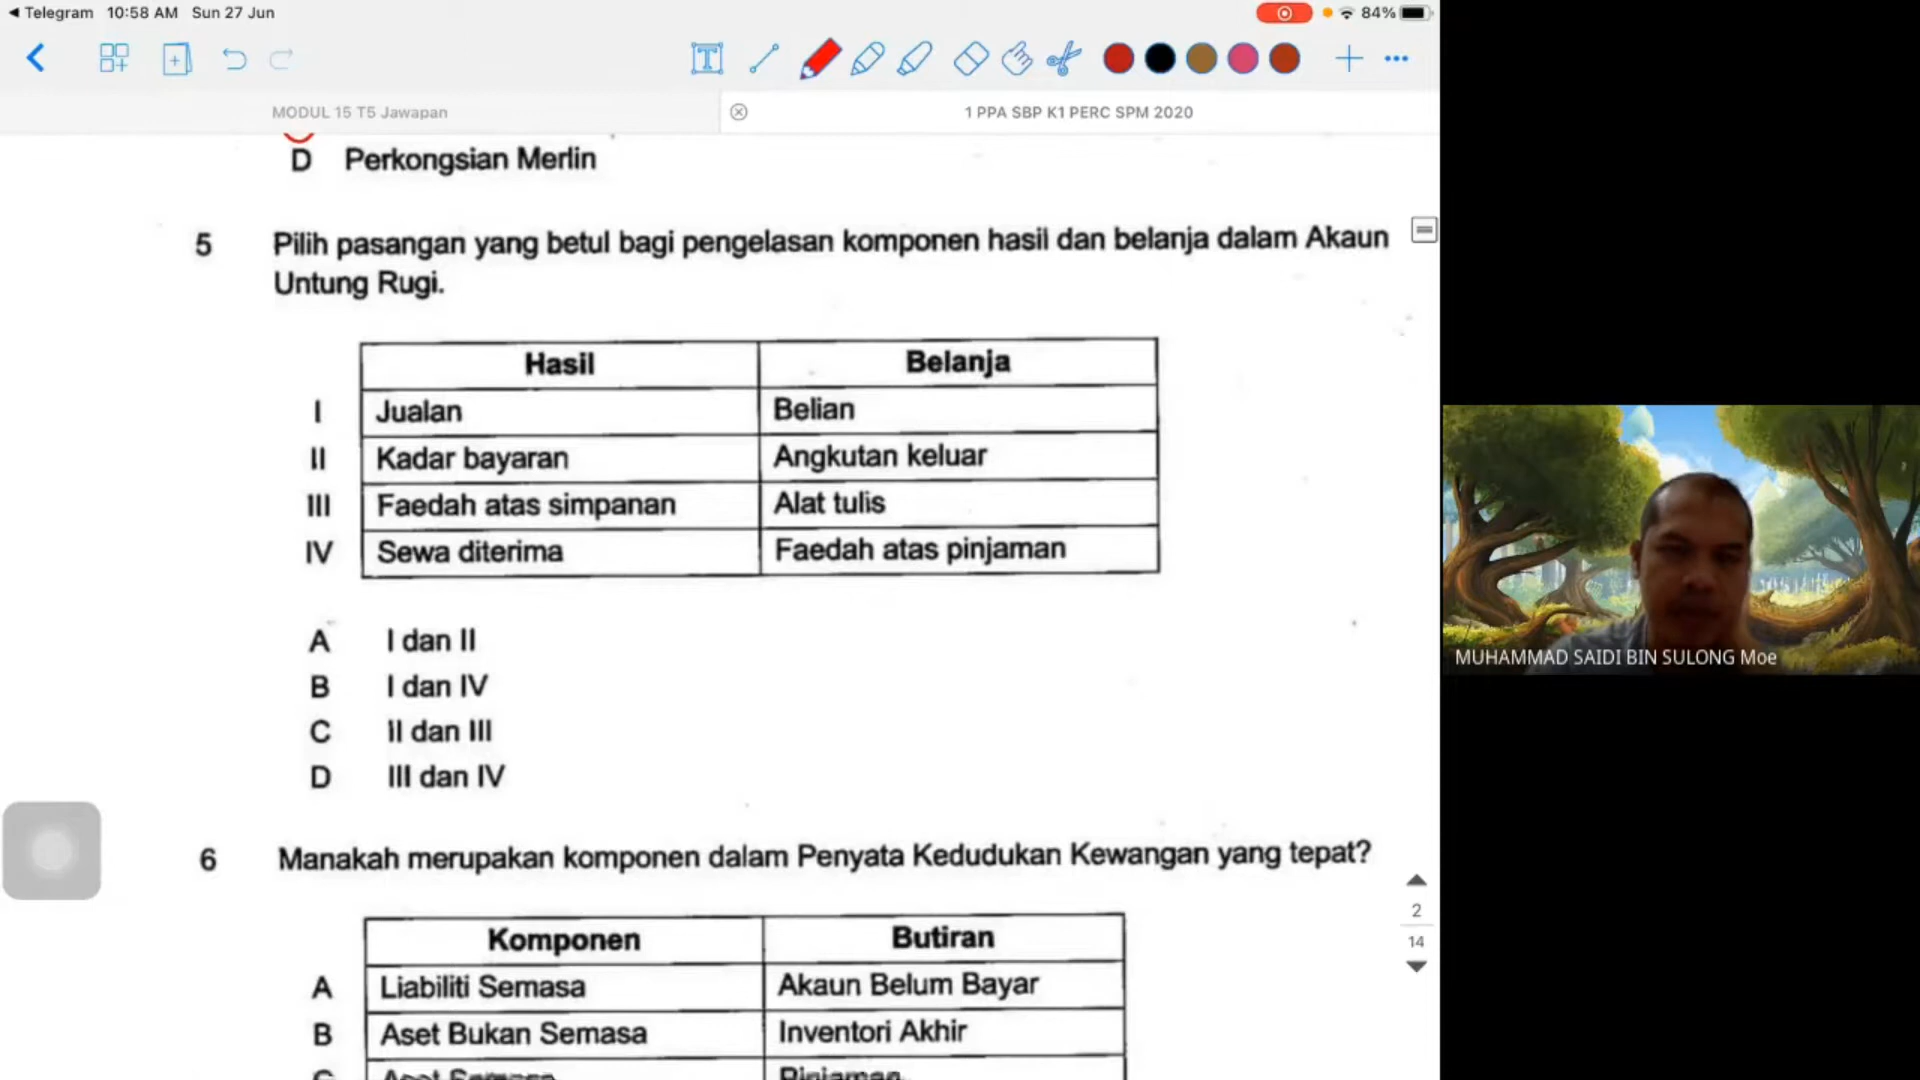 Telegram 10:58 AM Sun 27 Jun
84%
MODUL 15 T5 Jawapan
1 PPA SBP K1 PERC SPM 2020
D Perkongsian Merlin
5 Pilih pasangan yang betul bagi pengelasan komponen hasil dan belanja dalam Akaun
Untung Rugi.
Hasil Belanja
I Jualan Belian
II Kadar bayaran Angkutan keluar
III Faedah atas simpanan Alat tulis
IV Sewa diterima Faedah atas pinjaman
A I dan II
B I dan IV
C II dan III
D III dan IV
6 Manakah merupakan komponen dalam Penyata Kedudukan Kewangan yang tepat?
Komponen Butiran
A Liabiliti Semasa Akaun Belum Bayar
B Aset Bukan Semasa Inventori Akhir
C Aset Semasa Pinjaman
2
14
MUHAMMAD SAIDI BIN SULONG Moe